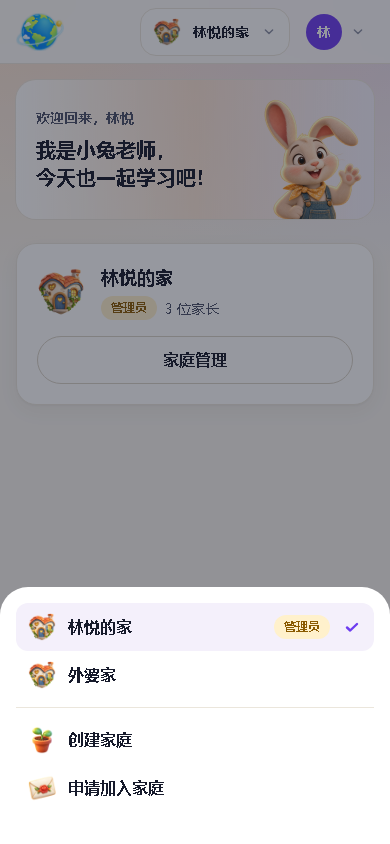 林悦的家
林
欢迎回来，林悦
我是小兔老师，
今天也一起学习吧！
林悦的家
管理员
3 位家长
家庭管理
林悦的家
管理员
外婆家
创建家庭
申请加入家庭